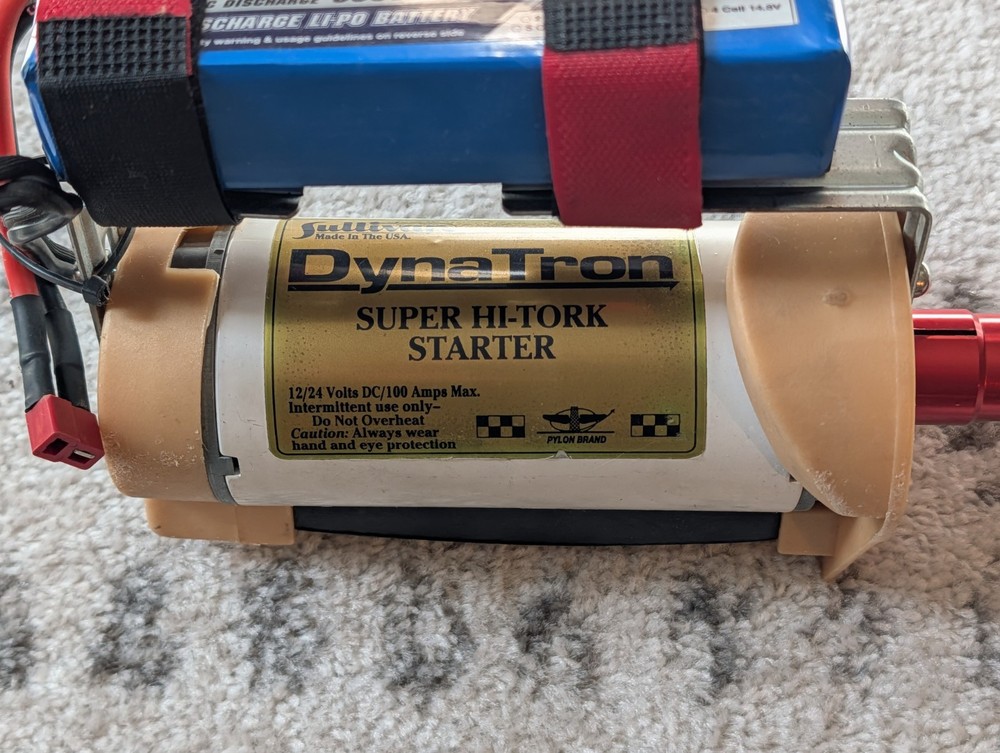 DISCHARGE
SCHARGE LI-PO BATTERY
warning & usage guidelines on reverse side
4 Cell 14.8V
Sullivan
Made In The USA.
DynaTron
SUPER HI-TORK
STARTER
12/24 Volts DC/100 Amps Max.
Intermittent use only–
Do Not Overheat
Caution: Always wear
hand and eye protection
PYLON BRAND